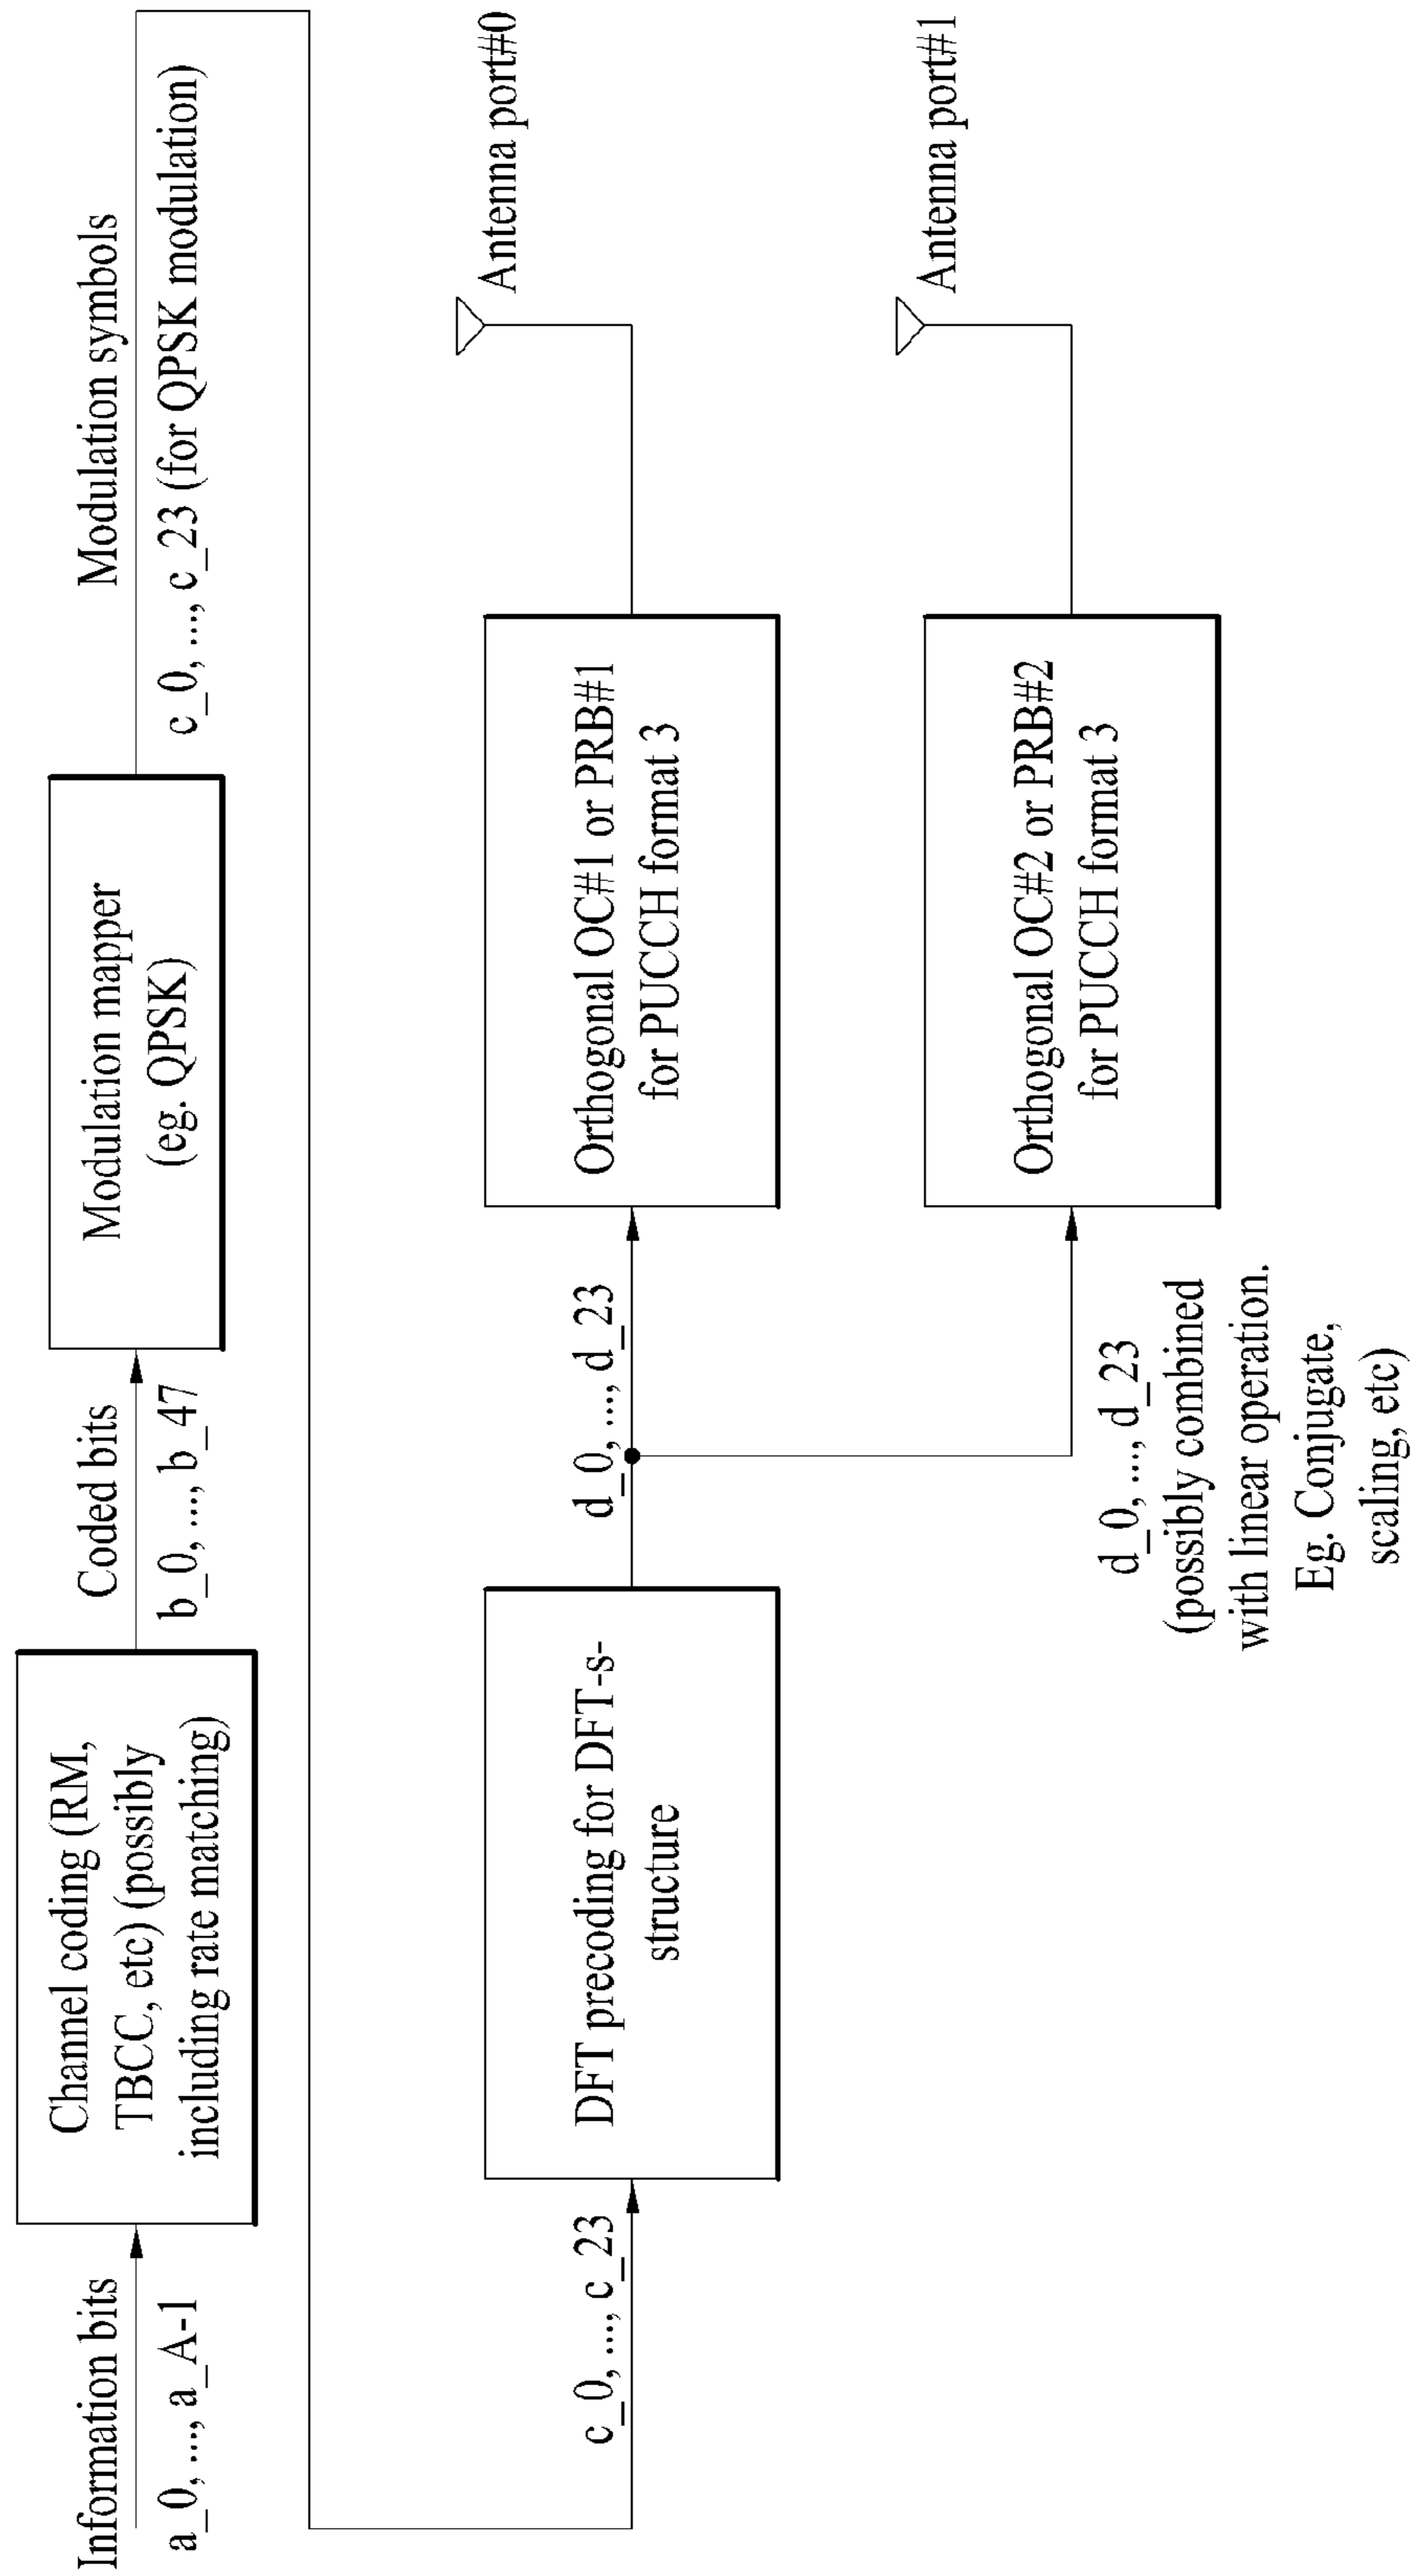 Information bits
a_0, ..., a_A-1
Channel coding (RM,
TBCC, etc) (possibly
including rate matching)
Coded bits
b_0, ..., b_47
Modulation mapper
(eg. QPSK)
Modulation symbols
c_0, ..., c_23 (for QPSK modulation)
c_0, ..., c_23
DFT precoding for DFT-s-
structure
d_0, ..., d_23
Orthogonal OC#1 or PRB#1
for PUCCH format 3
Antenna port#0
d_0, ..., d_23
(possibly combined
with linear operation.
Eg. Conjugate,
scaling, etc)
Orthogonal OC#2 or PRB#2
for PUCCH format 3
Antenna port#1